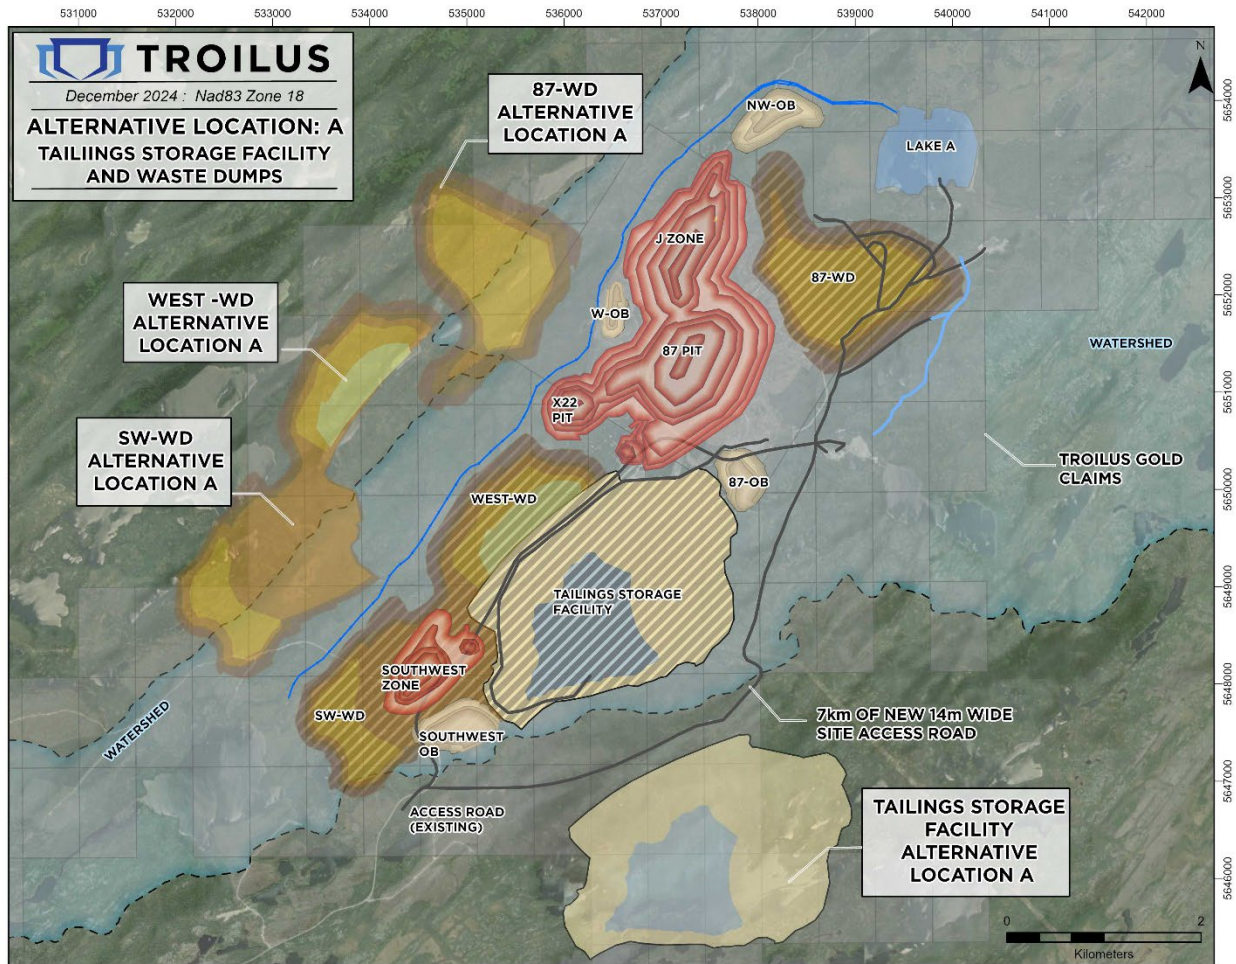 531000 532000 533000 534000 535000 536000 537000 538000 539000 540000 541000 542000
TROILUS
December 2024 : Nad83 Zone 18
ALTERNATIVE LOCATION: A
TAILIINGS STORAGE FACILITY
AND WASTE DUMPS
87-WD
ALTERNATIVE
LOCATION A
NW-OB
LAKE A
N
5654000
5653000
5652000
5651000
5650000
5649000
5648000
5647000
5646000
J ZONE
87-WD
WEST -WD
ALTERNATIVE
LOCATION A
W-OB
87 PIT
WATERSHED
X22
PIT
SW-WD
ALTERNATIVE
LOCATION A
TROILUS GOLD
CLAIMS
WEST-WD
87-OB
TAILINGS STORAGE
FACILITY
SOUTHWEST
ZONE
SW-WD
SOUTHWEST
OB
WATERSHED
7km OF NEW 14m WIDE
SITE ACCESS ROAD
ACCESS ROAD
(EXISTING)
TAILINGS STORAGE
FACILITY
ALTERNATIVE
LOCATION A
0 2
Kilometers